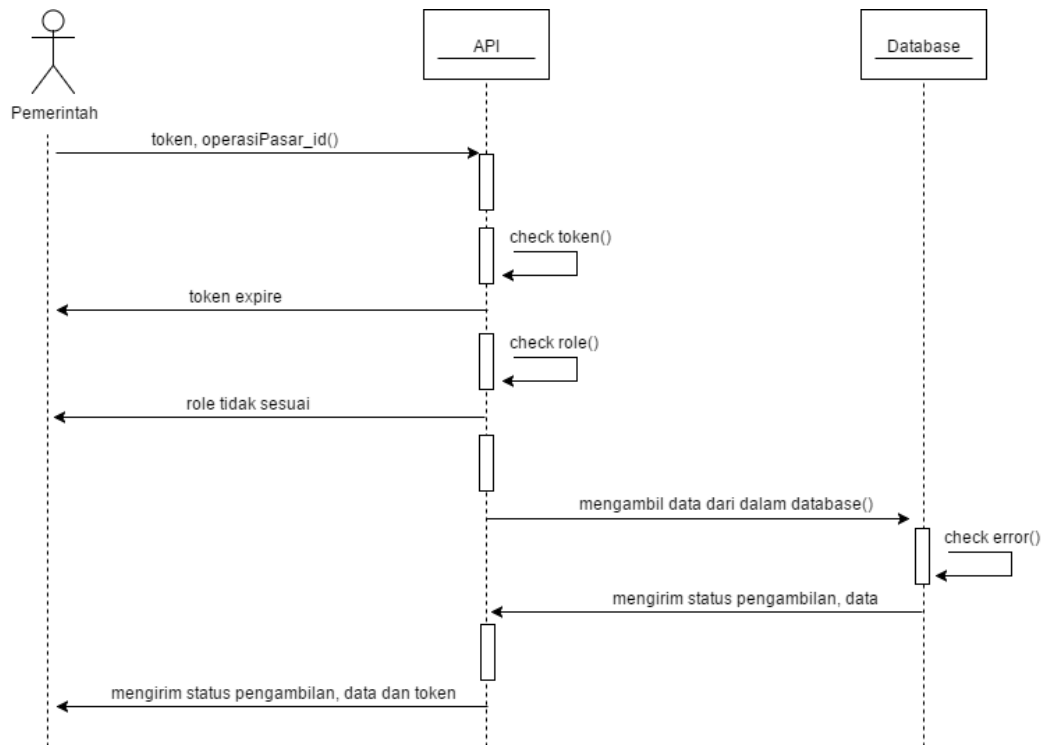 API
Database
Pemerintah
token, operasiPasar_id()
check token()
token expire
check role()
role tidak sesuai
mengambil data dari dalam database()
check error()
mengirim status pengambilan, data
mengirim status pengambilan, data dan token